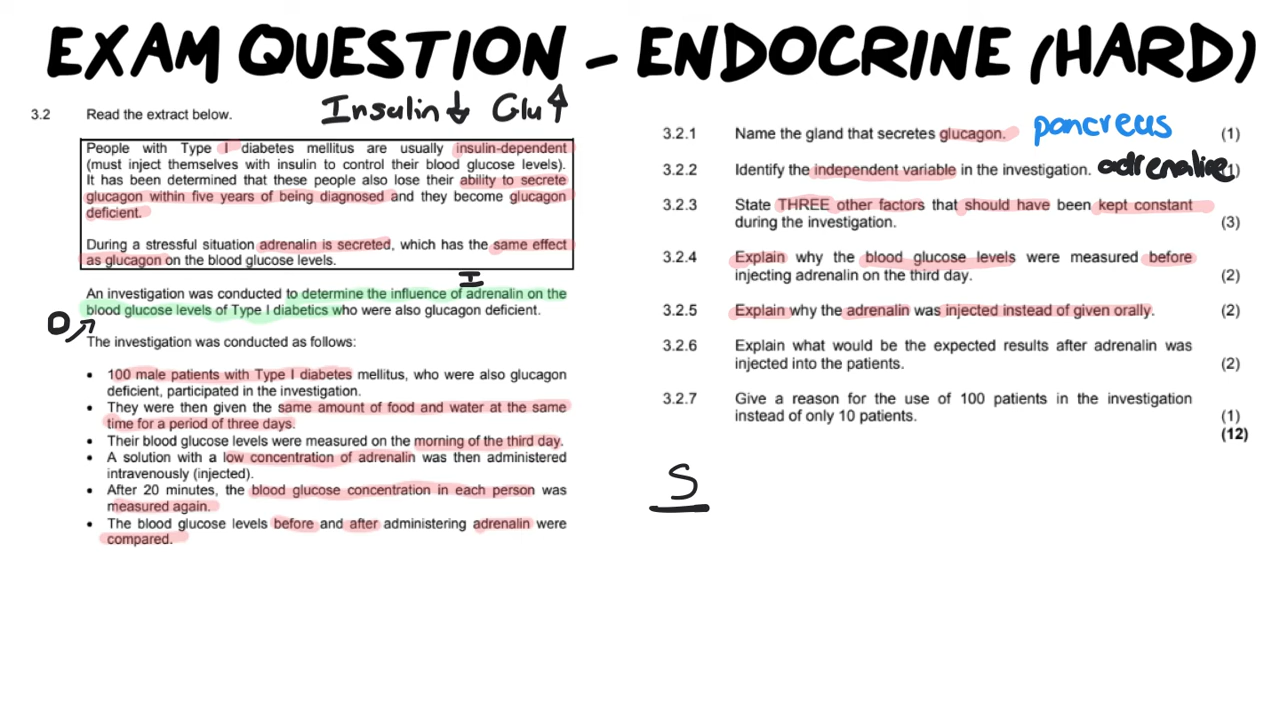 EXAM QUESTION - ENDOCRINE (HARD)
3.2 Read the extract below.
Insulin ↓ Glu ↑
People with Type I diabetes mellitus are usually insulin-dependent
(must inject themselves with insulin to control their blood glucose levels).
It has been determined that these people also lose their ability to secrete
glucagon within five years of being diagnosed and they become glucagon
deficient.
During a stressful situation adrenalin is secreted, which has the same effect
as glucagon on the blood glucose levels.
I
An investigation was conducted to determine the influence of adrenalin on the
blood glucose levels of Type I diabetics who were also glucagon deficient.
D
The investigation was conducted as follows:
• 100 male patients with Type I diabetes mellitus, who were also glucagon
deficient, participated in the investigation.
• They were then given the same amount of food and water at the same
time for a period of three days.
• Their blood glucose levels were measured on the morning of the third day.
• A solution with a low concentration of adrenalin was then administered
intravenously (injected).
• After 20 minutes, the blood glucose concentration in each person was
measured again.
• The blood glucose levels before and after administering adrenalin were
compared.
3.2.1 Name the gland that secretes glucagon. pancreas (1)
3.2.2 Identify the independent variable in the investigation. adrenaline (1)
3.2.3 State THREE other factors that should have been kept constant
during the investigation. (3)
3.2.4 Explain why the blood glucose levels were measured before
injecting adrenalin on the third day. (2)
3.2.5 Explain why the adrenalin was injected instead of given orally. (2)
3.2.6 Explain what would be the expected results after adrenalin was
injected into the patients. (2)
3.2.7 Give a reason for the use of 100 patients in the investigation
instead of only 10 patients. (1)
(12)
S